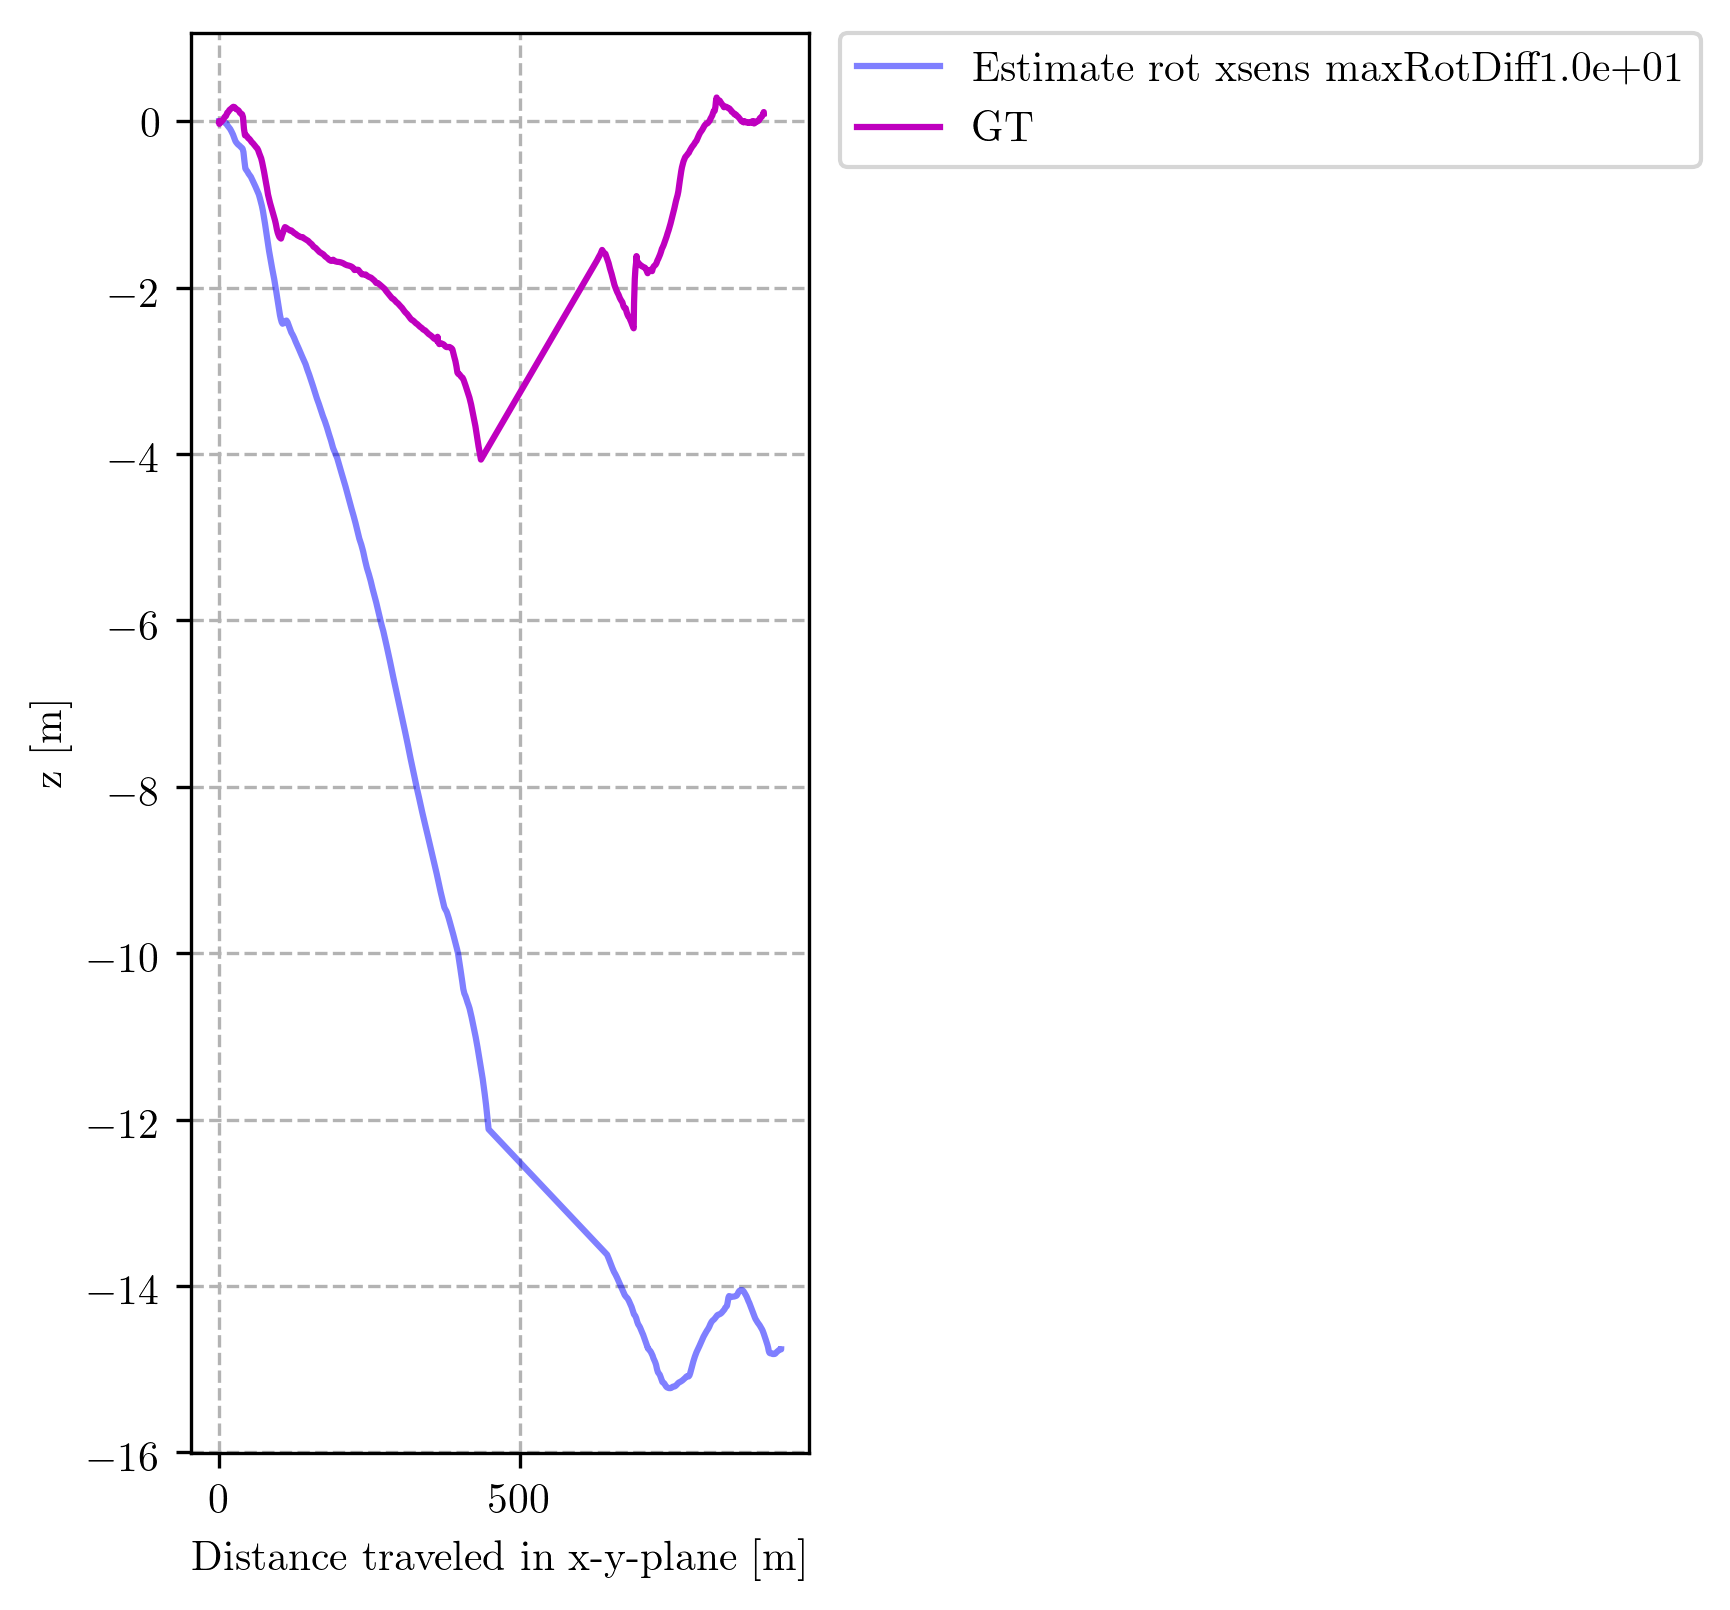 Estimate rot xsens maxRotDiff1.0e+01
GT
0
−2
−4
−6
−8
−10
−12
−14
−16
z [m]
0 500
Distance traveled in x-y-plane [m]